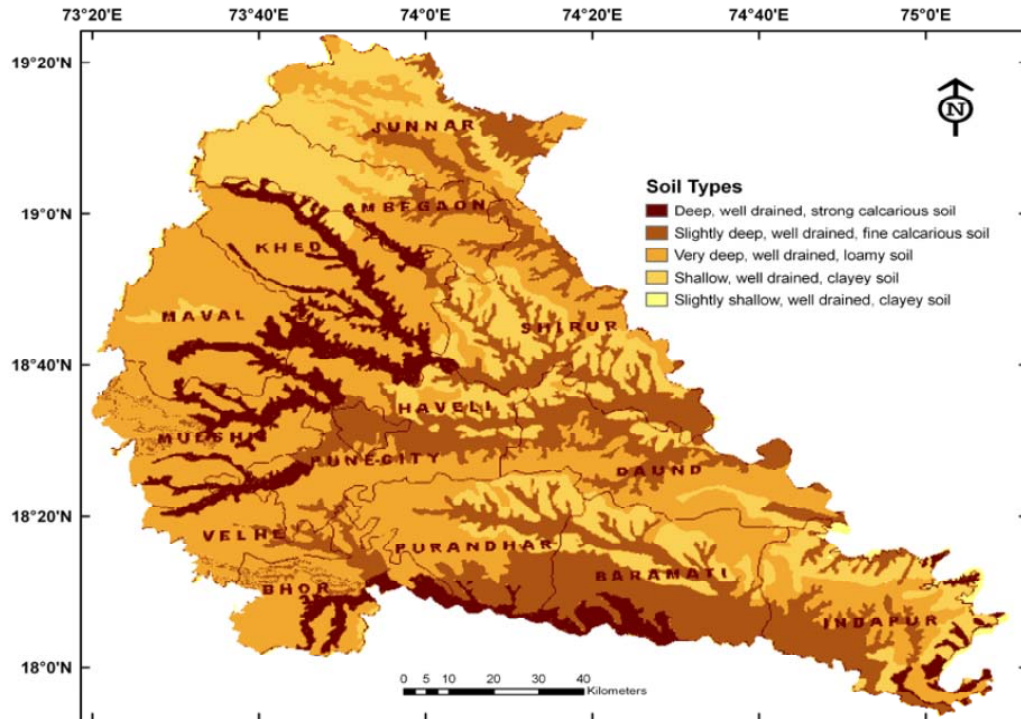 73°20'E 73°40'E 74°0'E 74°20'E 74°40'E 75°0'E
19°20'N
N
JUNNAR
Soil Types
Deep, well drained, strong calcarious soil
19°0'N
AMBEGAON
Slightly deep, well drained, fine calcarious soil
KHED
Very deep, well drained, loamy soil
Shallow, well drained, clayey soil
Slightly shallow, well drained, clayey soil
MAVAL
SHIRUR
18°40'N
HAVELI
MULSHI
PUNECITY
DAUND
18°20'N
VELHE
PURANDHAR
BARAMATI
BHOR
INDAPUR
18°0'N
0 5 10 20 30 40
Kilometers